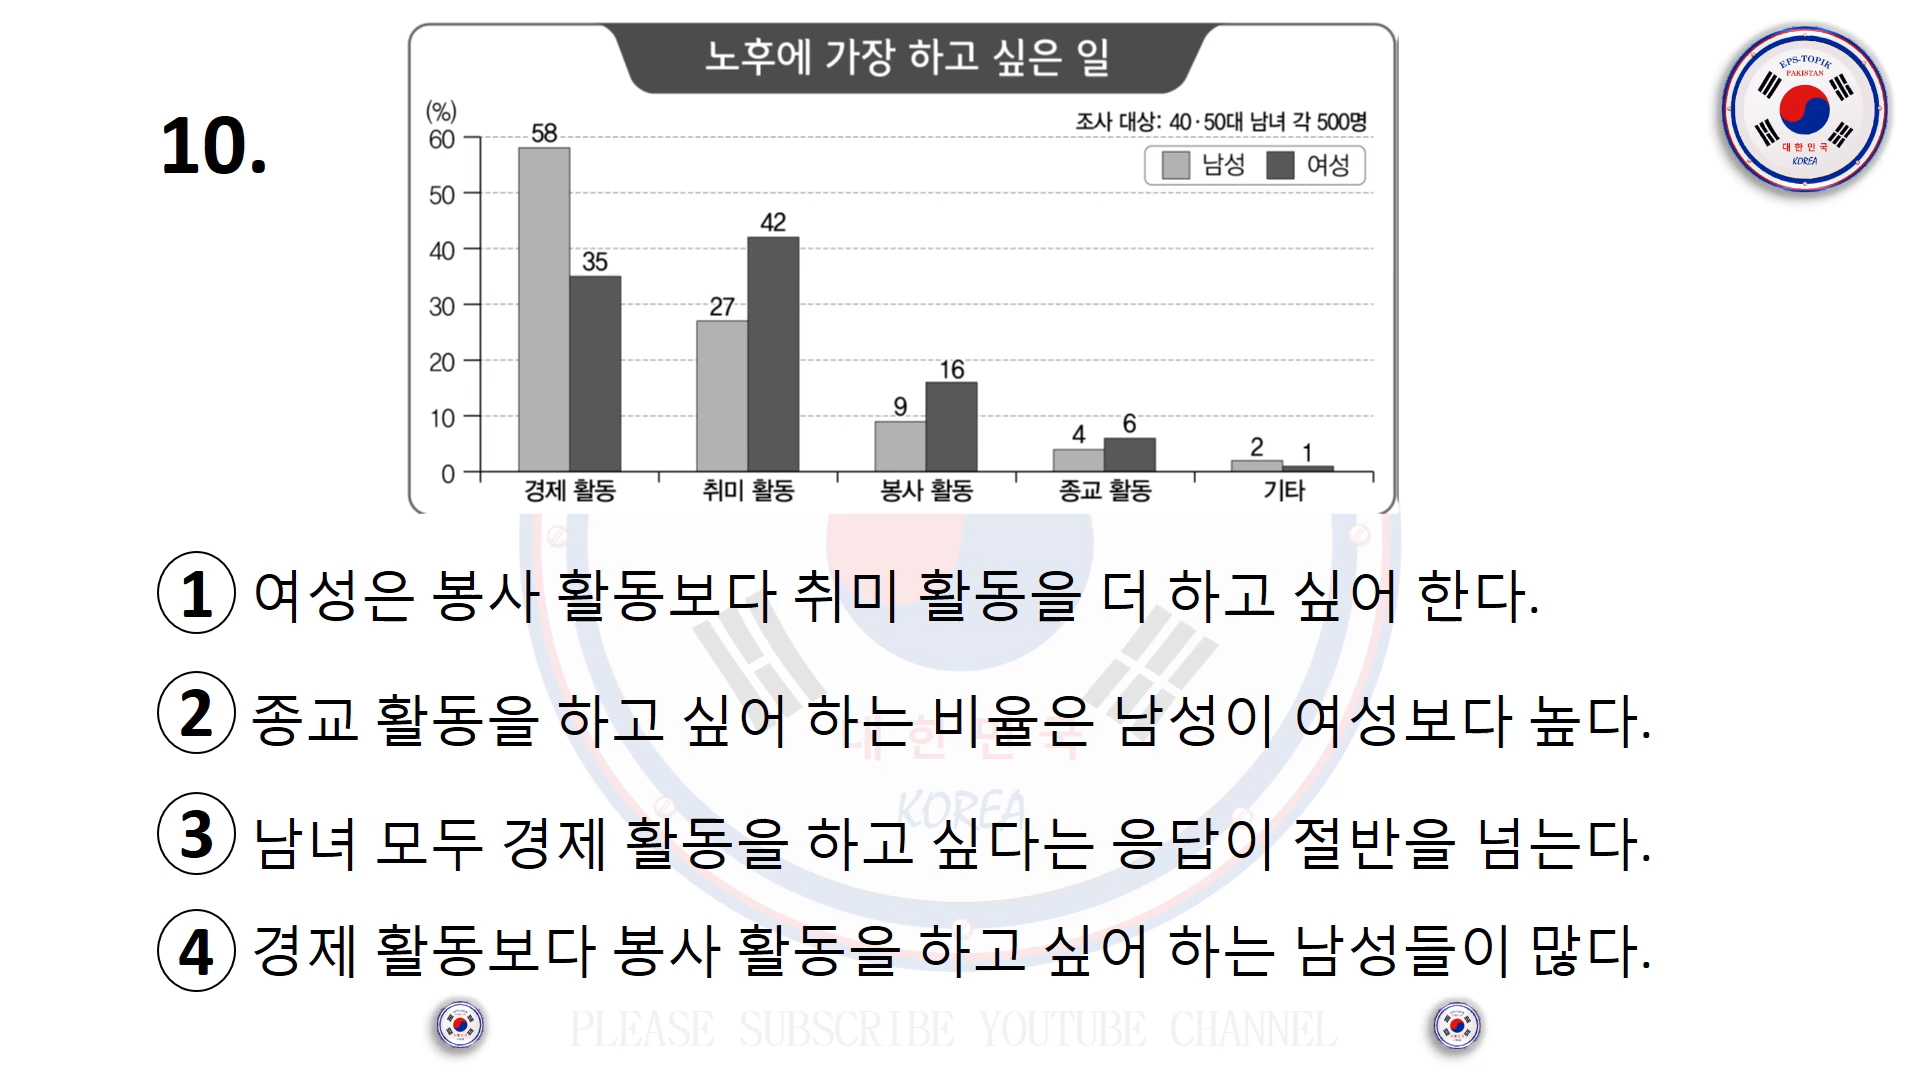 노후에 가장 하고 싶은 일
10.
(%)
조사 대상: 40·50대 남녀 각 500명
남성 여성
60
50
40
30
20
10
0
58 35
27 42
9 16
4 6
2 1
경제 활동 취미 활동 봉사 활동 종교 활동 기타
EPS-TOPIK
PAKISTAN
대한민국
KOREA
① 여성은 봉사 활동보다 취미 활동을 더 하고 싶어 한다.
② 종교 활동을 하고 싶어 하는 비율은 남성이 여성보다 높다.
대한민국
KOREA
③ 남녀 모두 경제 활동을 하고 싶다는 응답이 절반을 넘는다.
④ 경제 활동보다 봉사 활동을 하고 싶어 하는 남성들이 많다.
PLEASE SUBSCRIBE YOUTUBE CHANNEL